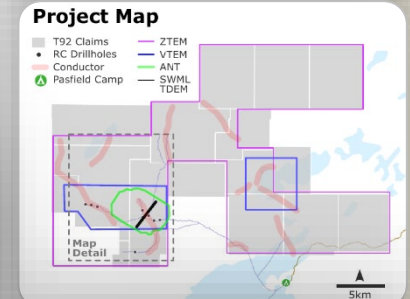 Project Map
T92 Claims
RC Drillholes
Conductor
Pasfield Camp
ZTEM
VTEM
ANT
SWML
TDEM
Map
Detail
5km